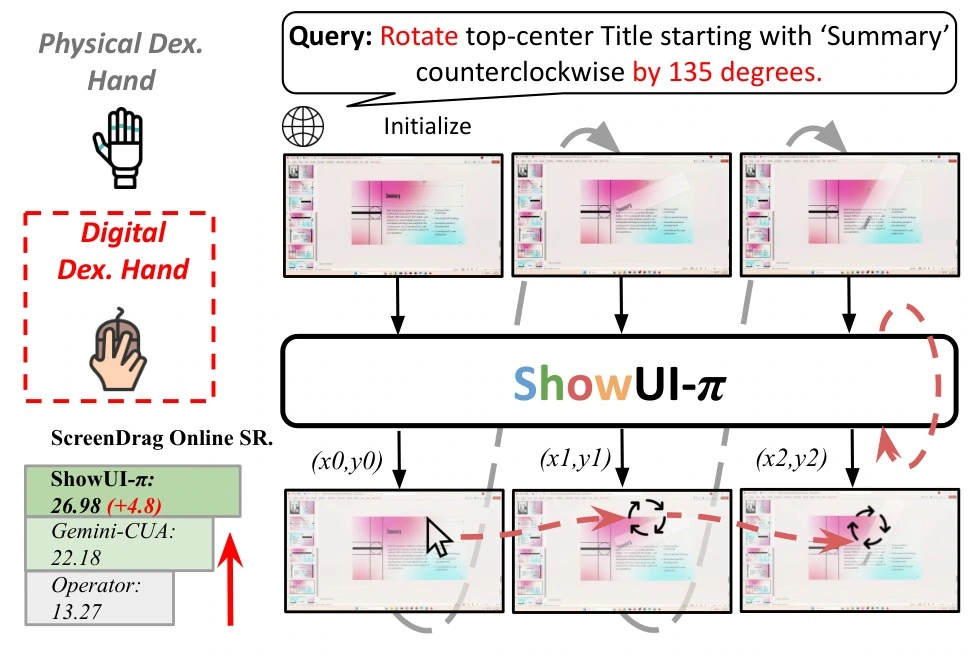 Physical Dex.
Hand
Digital
Dex. Hand
ScreenDrag Online SR.
ShowUI-π:
26.98 (+4.8)
Gemini-CUA:
22.18
Operator:
13.27
Query: Rotate top-center Title starting with ‘Summary’
counterclockwise by 135 degrees.
Initialize
Summary
ShowUI-π
(x0,y0)
(x1,y1)
(x2,y2)
Summary